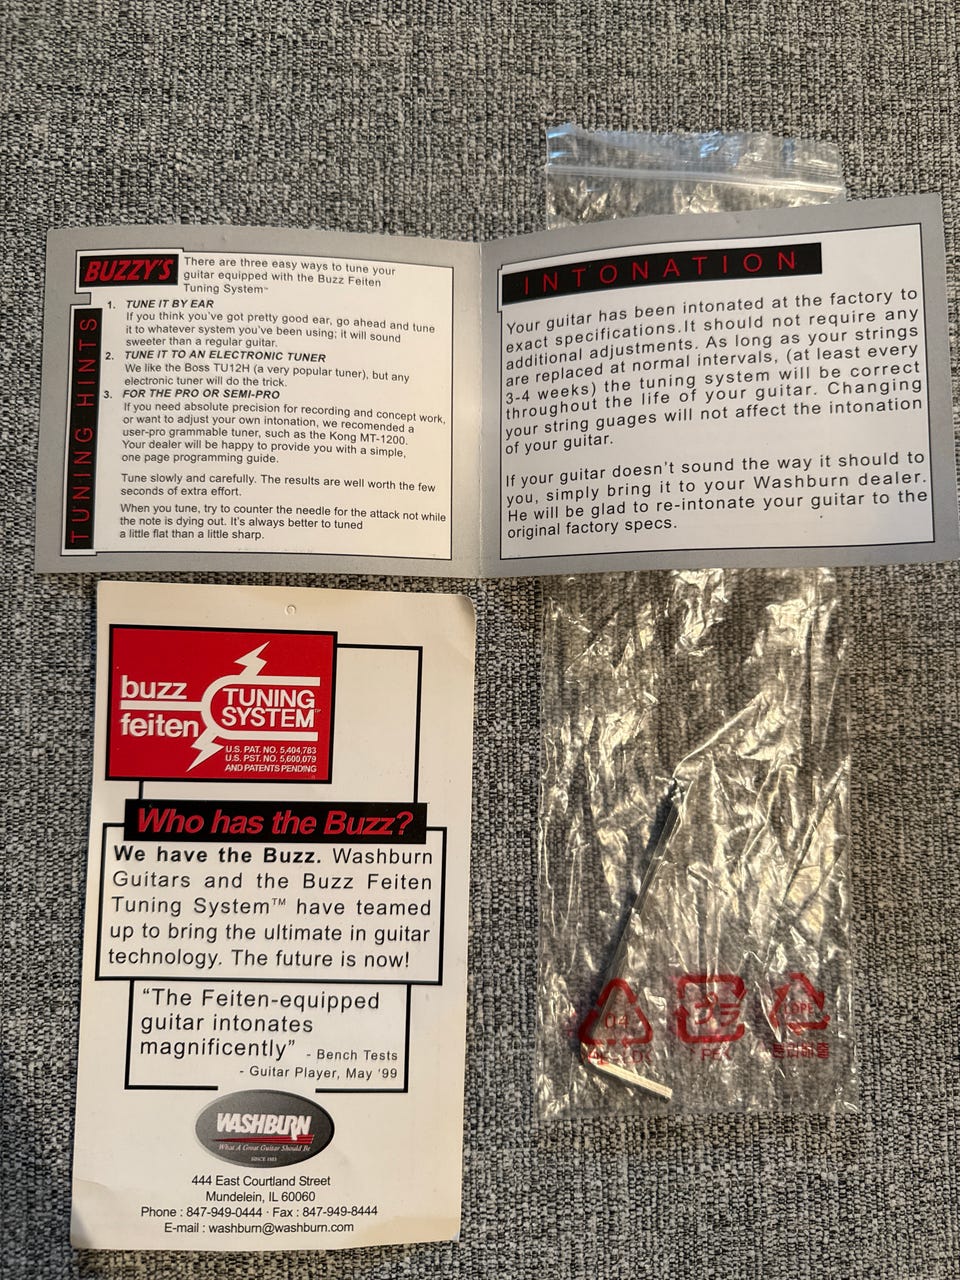 BUZZY'S
There are three easy ways to tune your
guitar equipped with the Buzz Feiten
Tuning System™
TUNING HINTS
1. TUNE IT BY EAR
If you think you've got pretty good ear, go ahead and tune
it to whatever system you've been using; it will sound
sweeter than a regular guitar.
2. TUNE IT TO AN ELECTRONIC TUNER
We like the Boss TU12H (a very popular tuner), but any
electronic tuner will do the trick.
3. FOR THE PRO OR SEMI-PRO
If you need absolute precision for recording and concept work,
or want to adjust your own intonation, we recomended a
user-pro grammable tuner, such as the Kong MT-1200.
Your dealer will be happy to provide you with a simple,
one page programming guide.
Tune slowly and carefully. The results are well worth the few
seconds of extra effort.
When you tune, try to counter the needle for the attack not while
the note is dying out. It's always better to tuned
a little flat than a little sharp.
INTONATION
Your guitar has been intonated at the factory to
exact specifications.It should not require any
additional adjustments. As long as your strings
are replaced at normal intervals, (at least every
3-4 weeks) the tuning system will be correct
throughout the life of your guitar. Changing
your string guages will not affect the intonation
of your guitar.
If your guitar doesn't sound the way it should to
you, simply bring it to your Washburn dealer.
He will be glad to re-intonate your guitar to the
original factory specs.
buzz
feiten
TUNING
SYSTEM™
U.S. PAT. NO. 5,404,783
U.S. PST. NO. 5,600,079
AND PATENTS PENDING
Who has the Buzz?
We have the Buzz. Washburn
Guitars and the Buzz Feiten
Tuning System™ have teamed
up to bring the ultimate in guitar
technology. The future is now!
"The Feiten-equipped
guitar intonates
magnificently" - Bench Tests
- Guitar Player, May '99
WASHBURN
What A Great Guitar Should Be
SINCE 1883
444 East Courtland Street
Mundelein, IL 60060
Phone : 847-949-0444 · Fax : 847-949-8444
E-mail : washburn@washburn.com
04